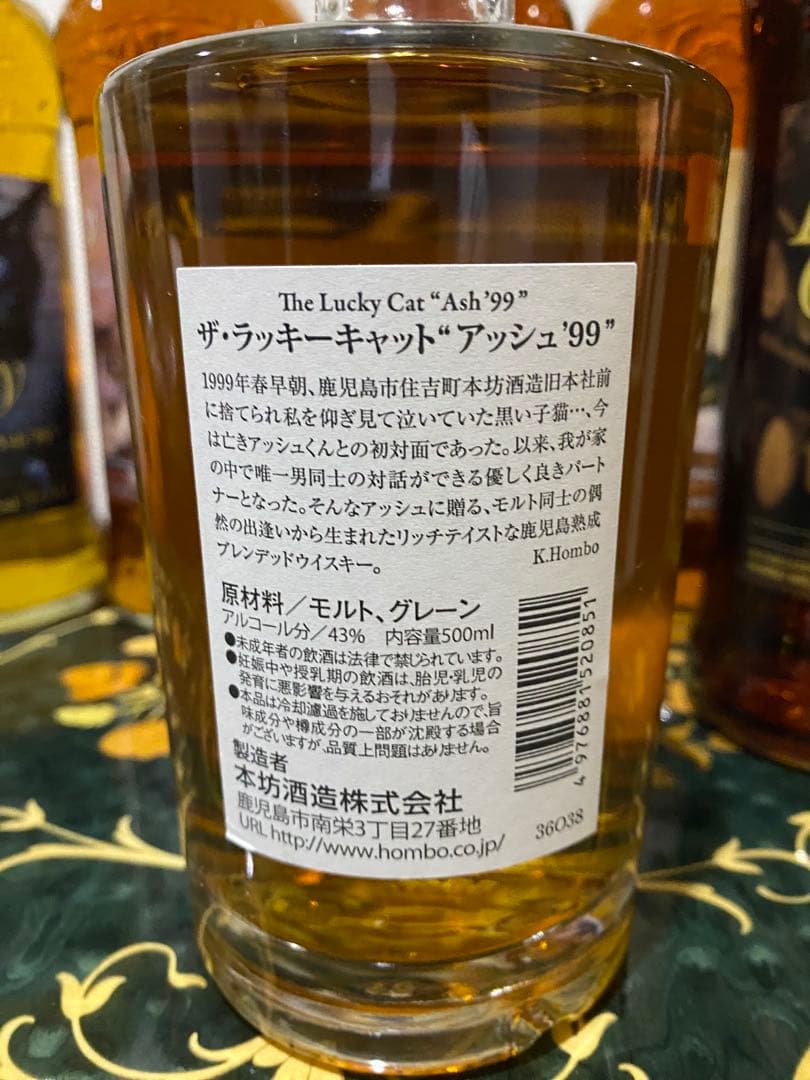 The Lucky Cat “Ash ’99”
ザ・ラッキーキャット“アッシュ’99”
1999年春早朝、鹿児島市住吉町本坊酒造旧本社前
に捨てられ私を仰ぎ見て泣いていた黒い子猫…、今
は亡きアッシュくんとの初対面であった。以来、我が家
の中で唯一男同士の対話ができる優しく良きパート
ナーとなった。そんなアッシュに贈る、モルト同士の偶
然の出逢いから生まれたリッチテイストな鹿児島熟成
ブレンデッドウイスキー。
K.Hombo
原材料／モルト、グレーン
アルコール分／43% 内容量500ml
●未成年者の飲酒は法律で禁じられています。
●妊娠中や授乳期の飲酒は、胎児・乳児の
発育に悪影響を与えるおそれがあります。
●本品は冷却濾過を施しておりませんので、旨
味成分や樽成分の一部が沈殿する場合
がございますが、品質上問題はありません。
製造者
本坊酒造株式会社
鹿児島市南栄3丁目27番地
URL http://www.hombo.co.jp/
4976881520851
36038